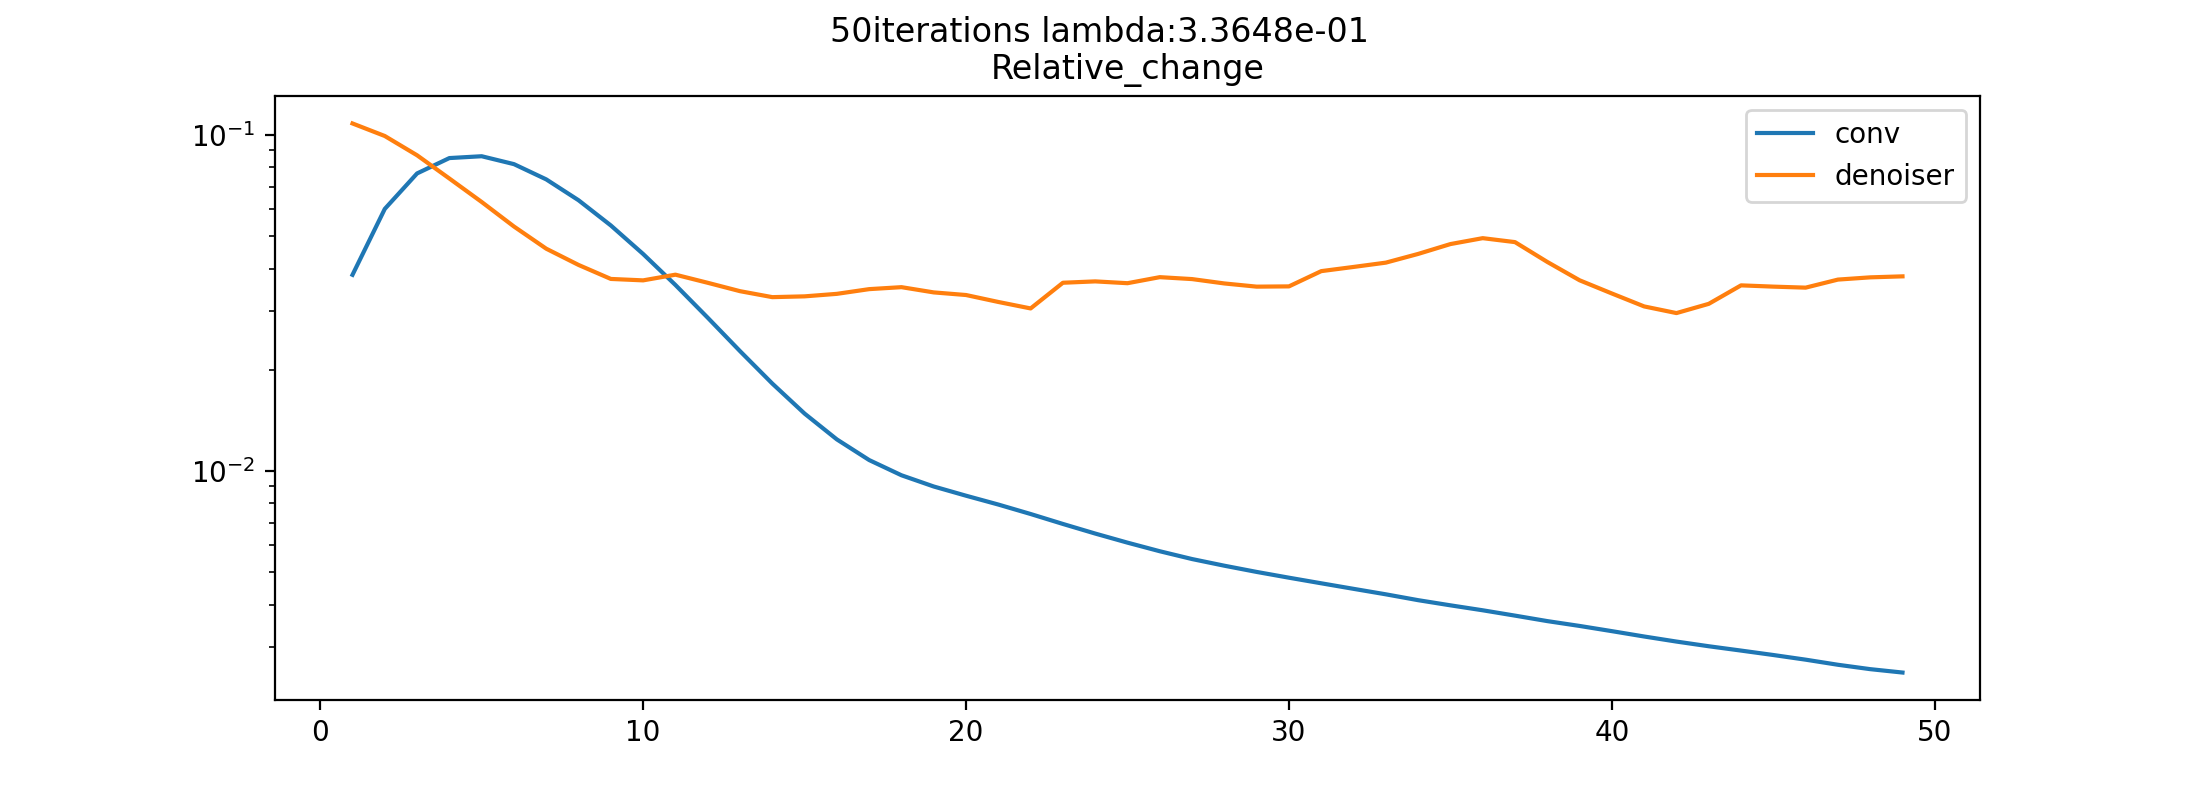 50iterations lambda:3.3648e-01
Relative_change
10⁻¹
10⁻²
conv
denoiser
0 10 20 30 40 50